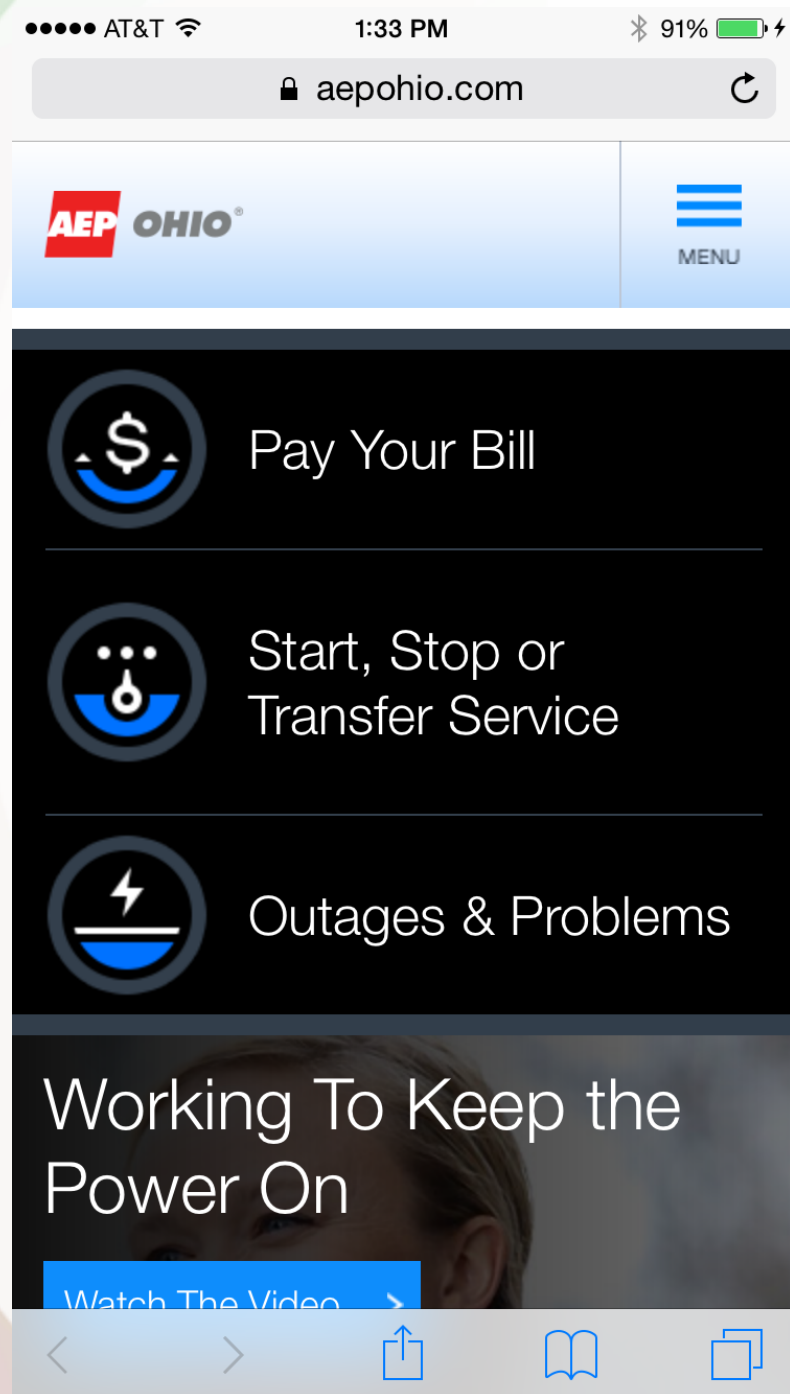 AT&T 1:33 PM 91%
aepohio.com
AEP OHIO®
MENU
Pay Your Bill
Start, Stop or
Transfer Service
Outages & Problems
Working To Keep the
Power On
Watch The Video